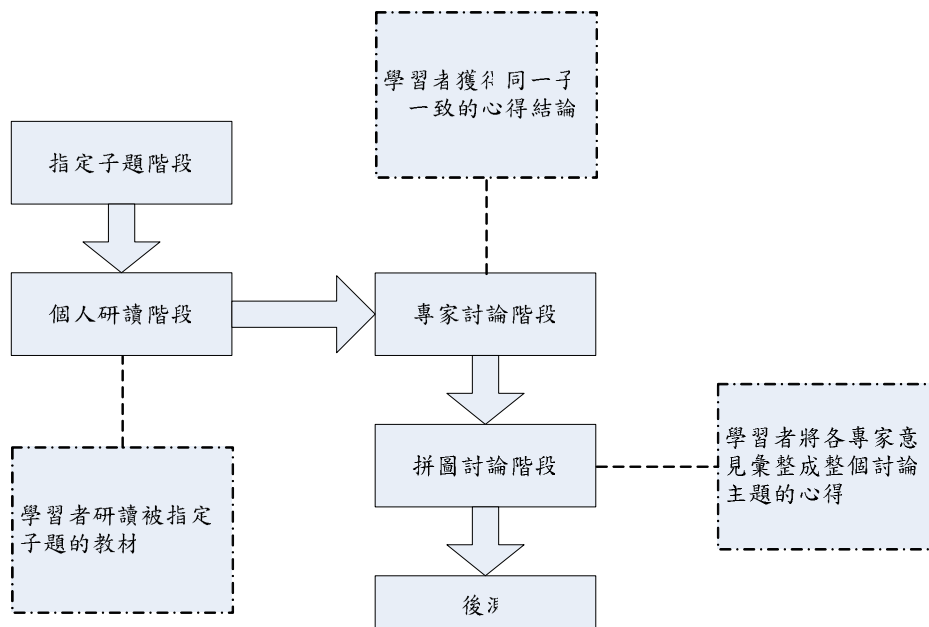 學習者獲 同一子
一致的心得結論
指定子題階段
個人研讀階段
專家討論階段
拼圖討論階段
學習者將各專家意
見彙整成整個討論
主題的心得
學習者研讀被指定
子題的教材
後